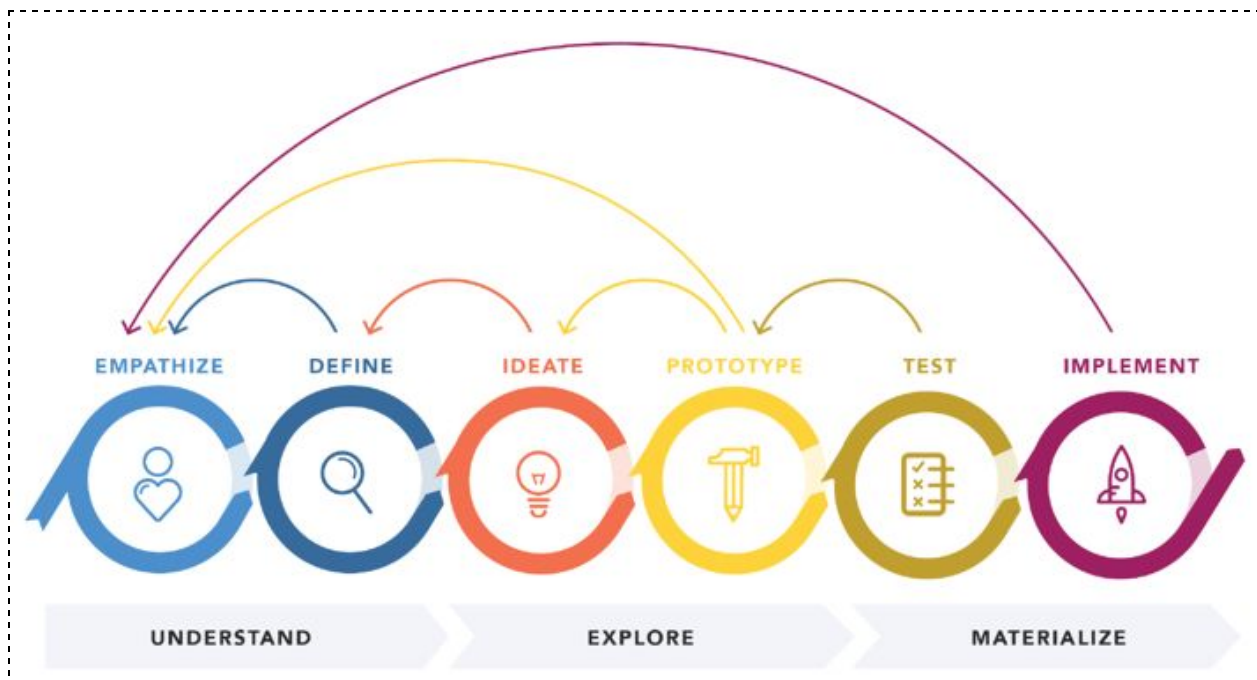 EMPATHIZE DEFINE IDEATE PROTOTYPE TEST IMPLEMENT
UNDERSTAND EXPLORE MATERIALIZE